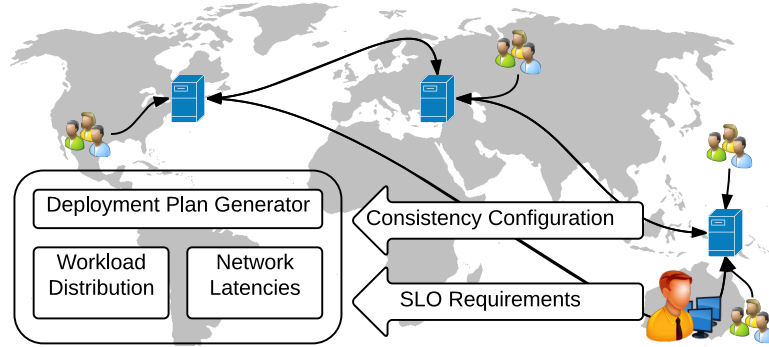 Deployment Plan Generator
Consistency Configuration
Workload
Distribution
Network
Latencies
SLO Requirements